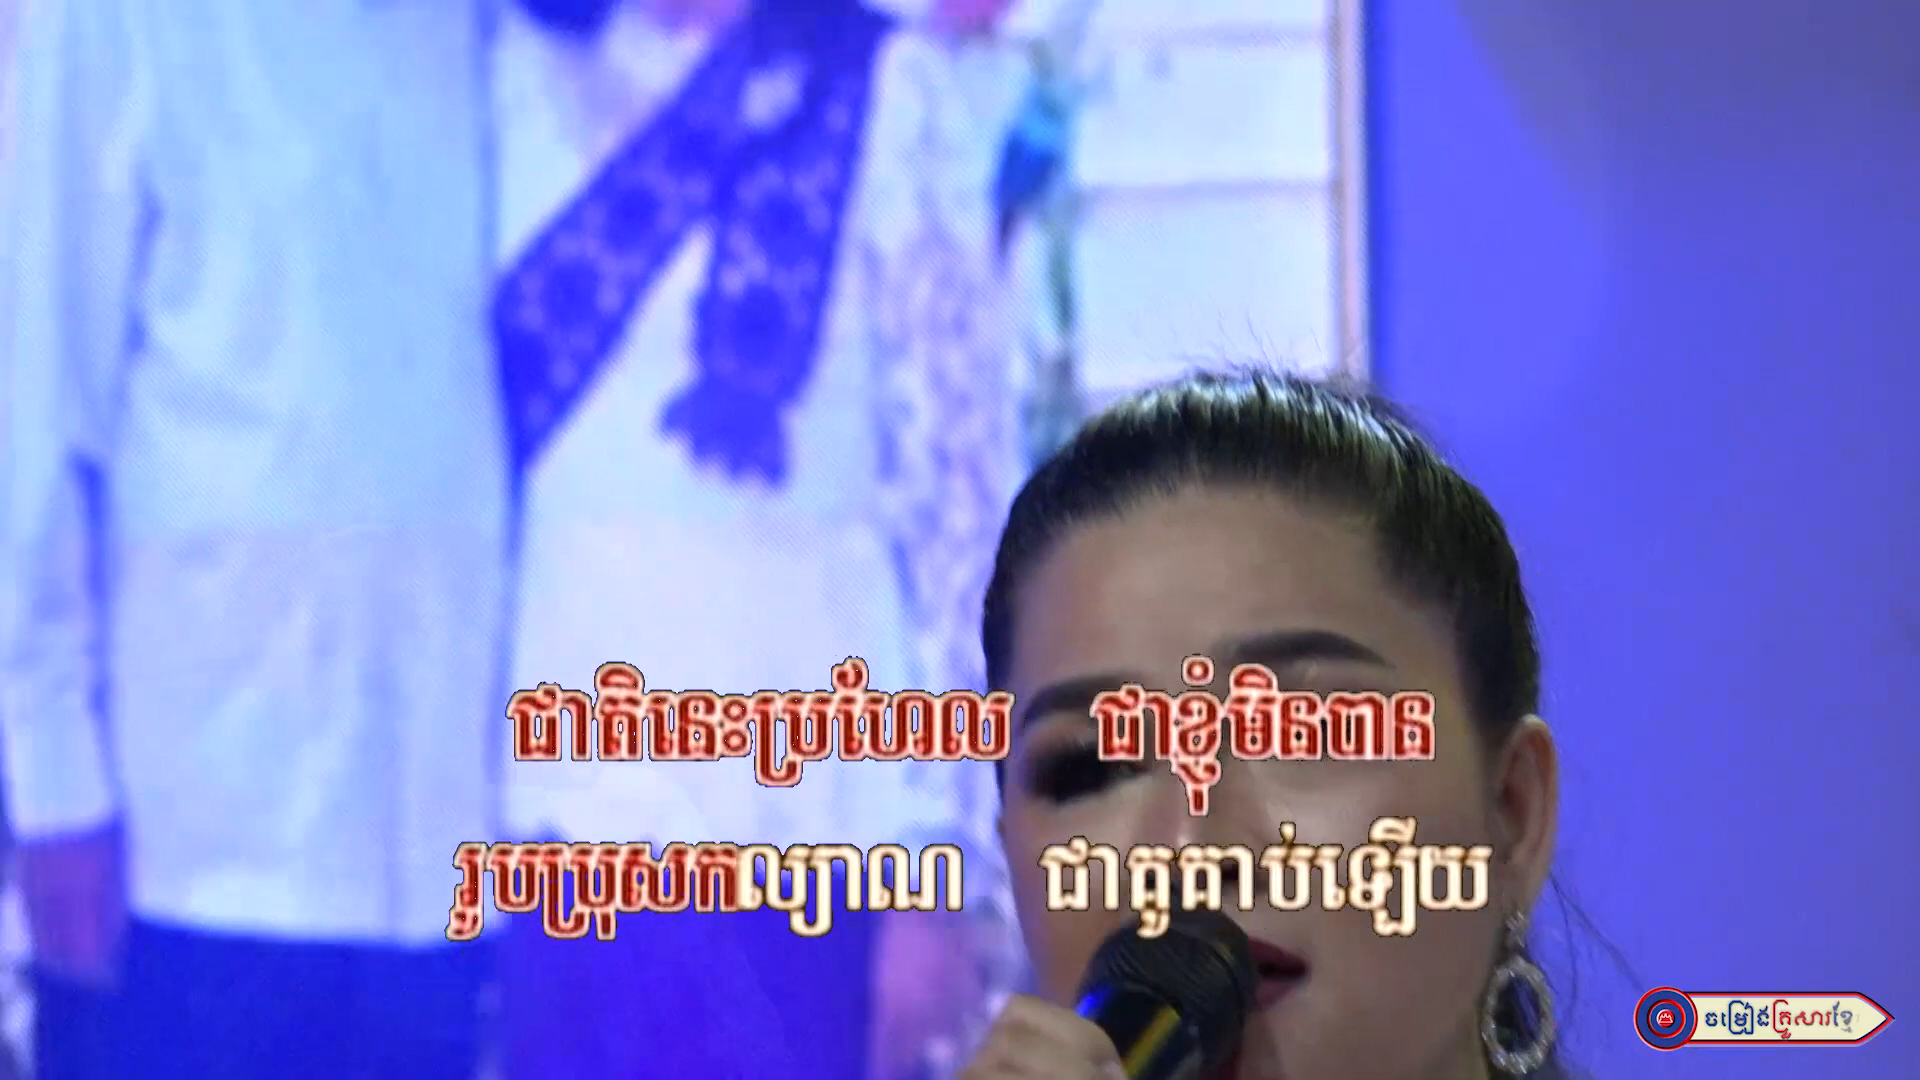 ជាតិនេះប្រហែល ជាខ្ញុំមិនបាន
រូបប្រុសកល្យាណ ជាគូគាប់ឡើយ
ចម្រៀងគ្រួសារខ្មែ